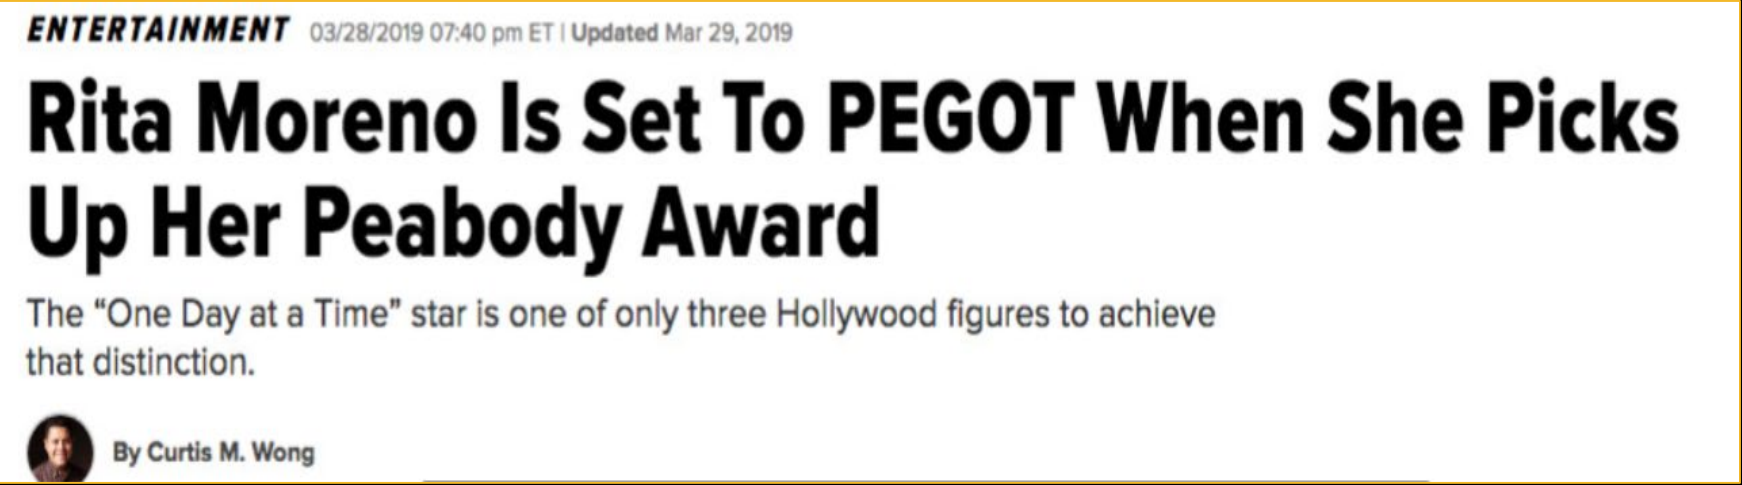 ENTERTAINMENT 03/28/2019 07:40 pm ET | Updated Mar 29, 2019
Rita Moreno Is Set To PEGOT When She Picks
Up Her Peabody Award
The “One Day at a Time” star is one of only three Hollywood figures to achieve
that distinction.
By Curtis M. Wong